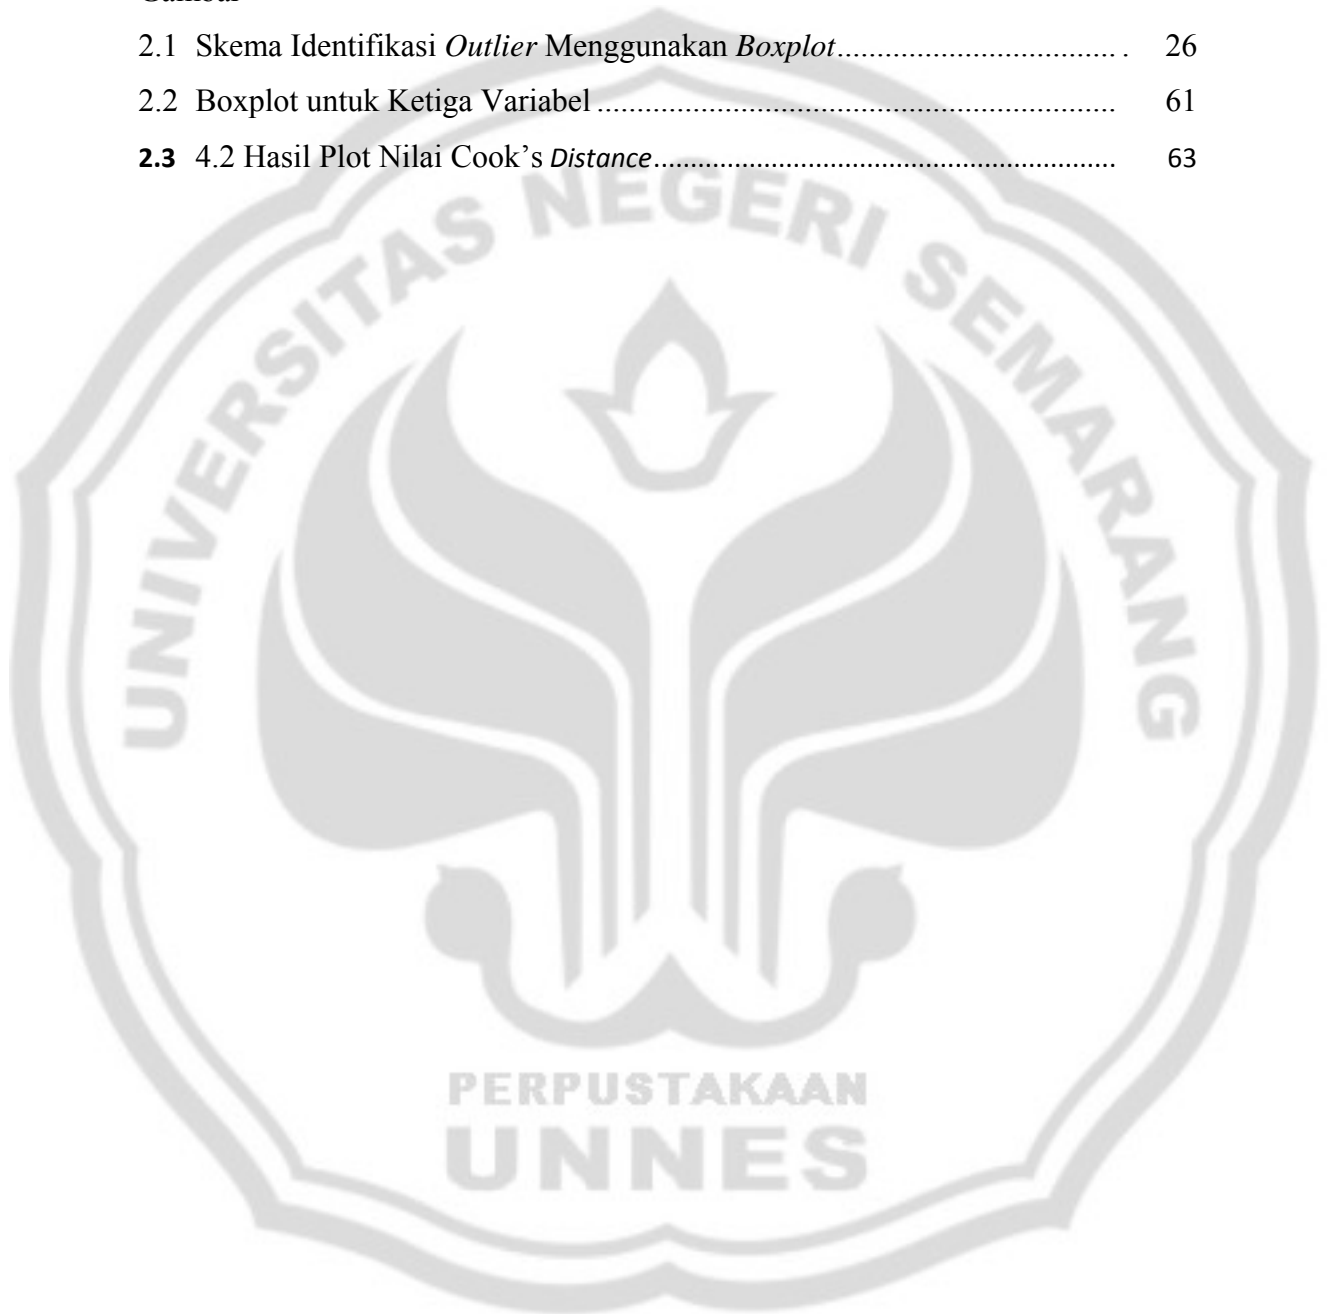 Gambar
2.1 Skema Identifikasi Outlier Menggunakan Boxplot.................................. . 26
2.2 Boxplot untuk Ketiga Variabel ................................................................ 61
2.3 4.2 Hasil Plot Nilai Cook's Distance......................................................... 63
UNIVERSITAS NEGERI SEMARANG
PERPUSTAKAAN
UNNES